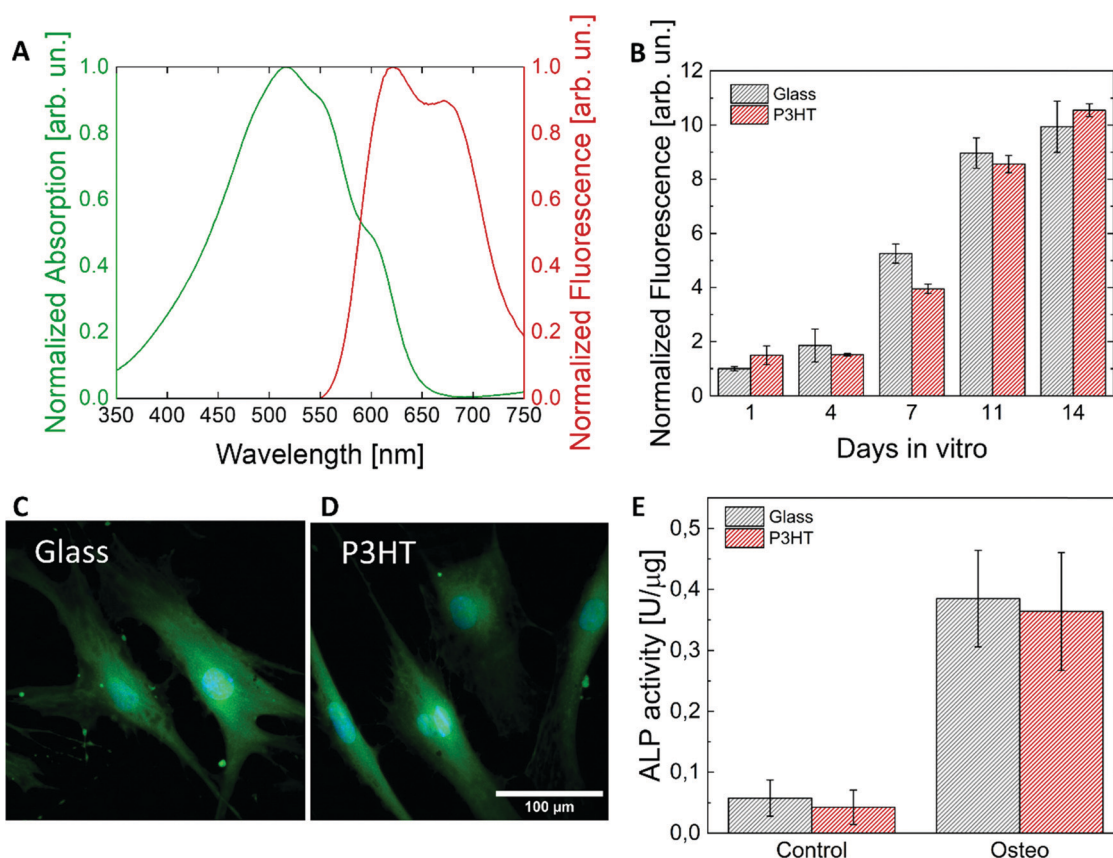 A
Normalized Absorption [arb. un.]
1.0
0.8
0.6
0.4
0.2
0.0
350 400 450 500 550 600 650 700 750
Wavelength [nm]
1.0
0.8
0.6
0.4
0.2
0.0
Normalized Fluorescence [arb. un.]
B
Normalized Fluorescence [arb. un.]
12
10
8
6
4
2
0
Glass
P3HT
1 4 7 11 14
Days in vitro
C
Glass
D
P3HT
100 μm
E
ALP activity [U/μg]
0,5
0,4
0,3
0,2
0,1
0,0
Glass
P3HT
Control Osteo